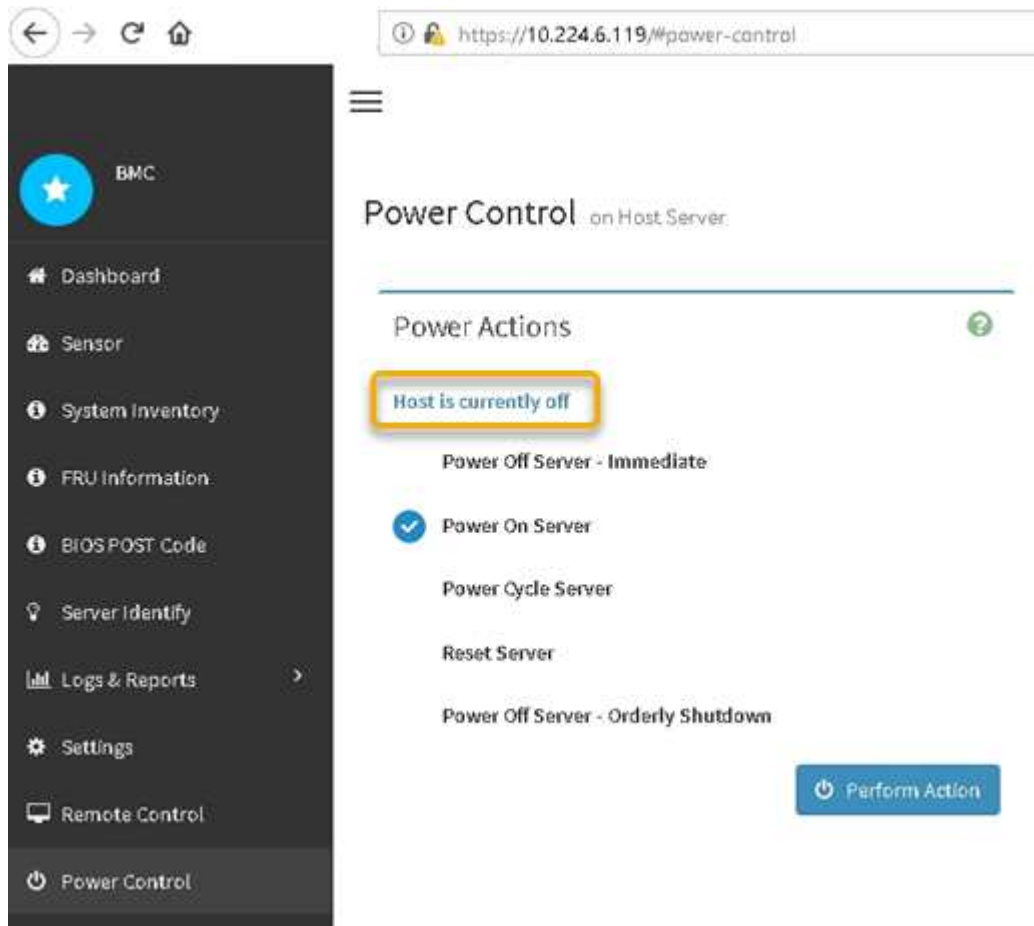 https://10.224.6.119/#power-control
BMC
Dashboard
Sensor
System Inventory
FRU Information
BIOS POST Code
Server Identify
Logs & Reports
Settings
Remote Control
Power Control
Power Control on Host Server
Power Actions
Host is currently off
Power Off Server - Immediate
Power On Server
Power Cycle Server
Reset Server
Power Off Server - Orderly Shutdown
Perform Action